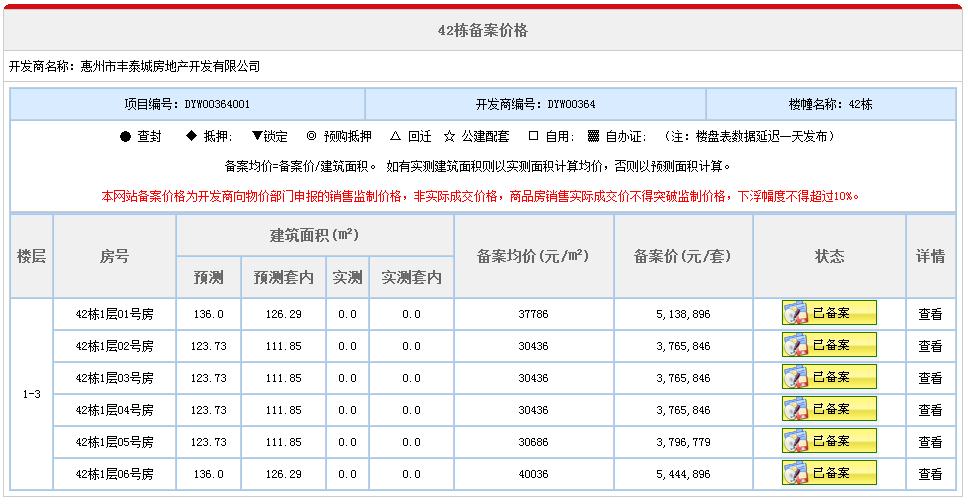 42栋备案价格
开发商名称：惠州市丰泰城房地产开发有限公司
项目编号：DYW00364001 开发商编号：DYW00364 楼幢名称：42栋
● 查封 ◆ 抵押； ▼锁定 ◎ 预购抵押 △ 回迁 ☆ 公建配套 □ 自用； ▩ 自办证； （注：楼盘表数据延迟一天发布）
备案均价=备案价/建筑面积。 如有实测建筑面积则以实测面积计算均价，否则以预测面积计算。
本网站备案价格为开发商向物价部门申报的销售监制价格，非实际成交价格，商品房销售实际成交价不得突破监制价格，下浮幅度不得超过10%。
楼层 房号 建筑面积(m²) 备案均价(元/m²) 备案价(元/套) 状态 详情
预测 预测套内 实测 实测套内
1-3
42栋1层01号房 136.0 126.29 0.0 0.0 37786 5,138,896 已备案 查看
42栋1层02号房 123.73 111.85 0.0 0.0 30436 3,765,846 已备案 查看
42栋1层03号房 123.73 111.85 0.0 0.0 30436 3,765,846 已备案 查看
42栋1层04号房 123.73 111.85 0.0 0.0 30436 3,765,846 已备案 查看
42栋1层05号房 123.73 111.85 0.0 0.0 30686 3,796,779 已备案 查看
42栋1层06号房 136.0 126.29 0.0 0.0 40036 5,444,896 已备案 查看